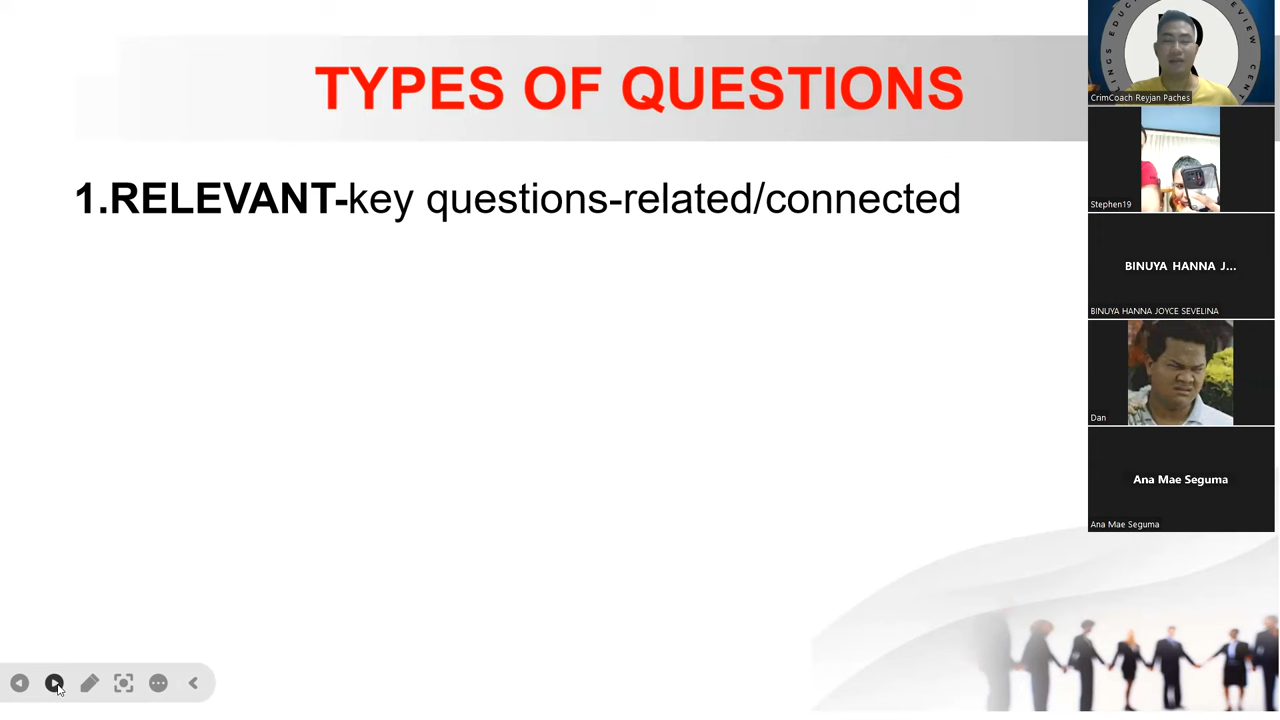 TYPES OF QUESTIONS
1.RELEVANT-key questions-related/connected
CrimCoach Reyjan Paches
Stephen19
BINUYA HANNA J...
BINUYA HANNA JOYCE SEVELINA
Dan
Ana Mae Seguma
Ana Mae Seguma